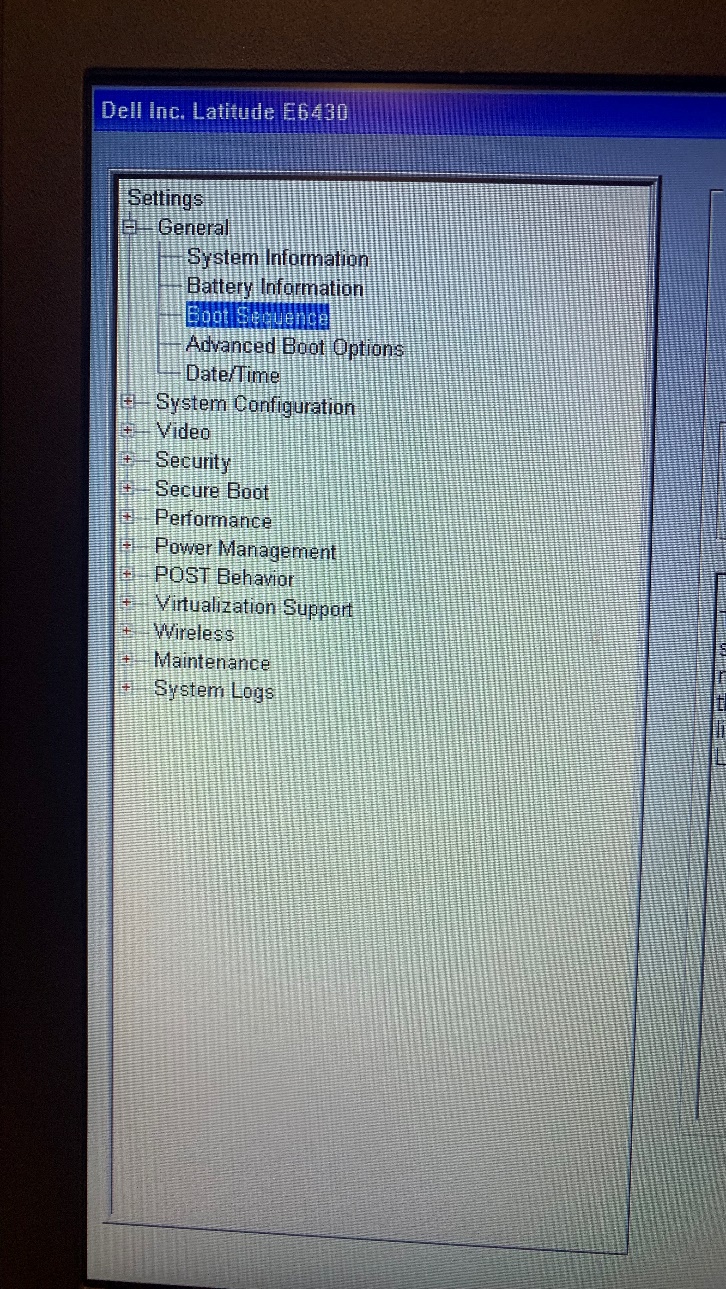 Dell Inc. Latitude E6430
Settings
General
System Information
Battery Information
Boot Sequence
Advanced Boot Options
Date/Time
System Configuration
Video
Security
Secure Boot
Performance
Power Management
POST Behavior
Virtualization Support
Wireless
Maintenance
System Logs